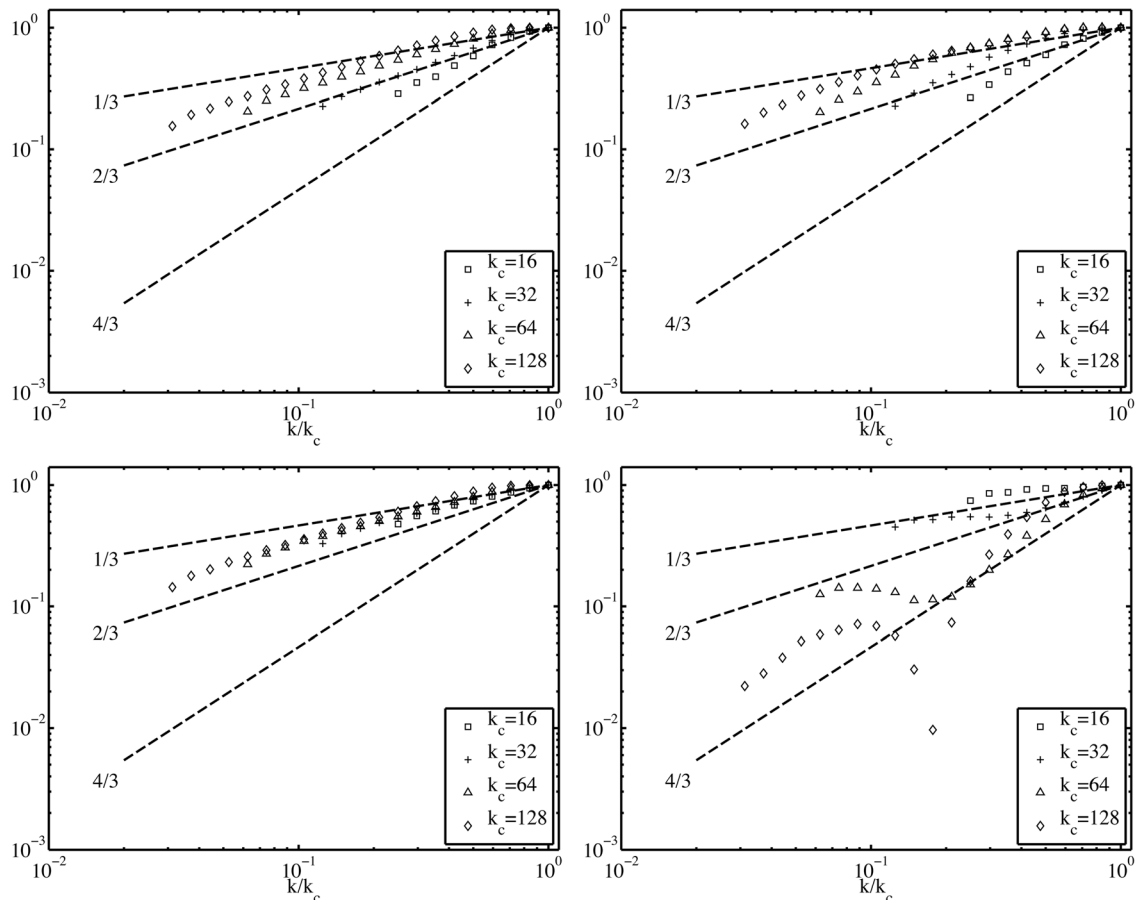 10^0
10^-1
10^-2
10^-3
10^-2
10^-1
10^0
k/k_c
1/3
2/3
4/3
k_c=16
k_c=32
k_c=64
k_c=128
10^0
10^-1
10^-2
10^-3
10^-2
10^-1
10^0
k/k_c
1/3
2/3
4/3
k_c=16
k_c=32
k_c=64
k_c=128
10^0
10^-1
10^-2
10^-3
10^-2
10^-1
10^0
k/k_c
1/3
2/3
4/3
k_c=16
k_c=32
k_c=64
k_c=128
10^0
10^-1
10^-2
10^-3
10^-2
10^-1
10^0
k/k_c
1/3
2/3
4/3
k_c=16
k_c=32
k_c=64
k_c=128